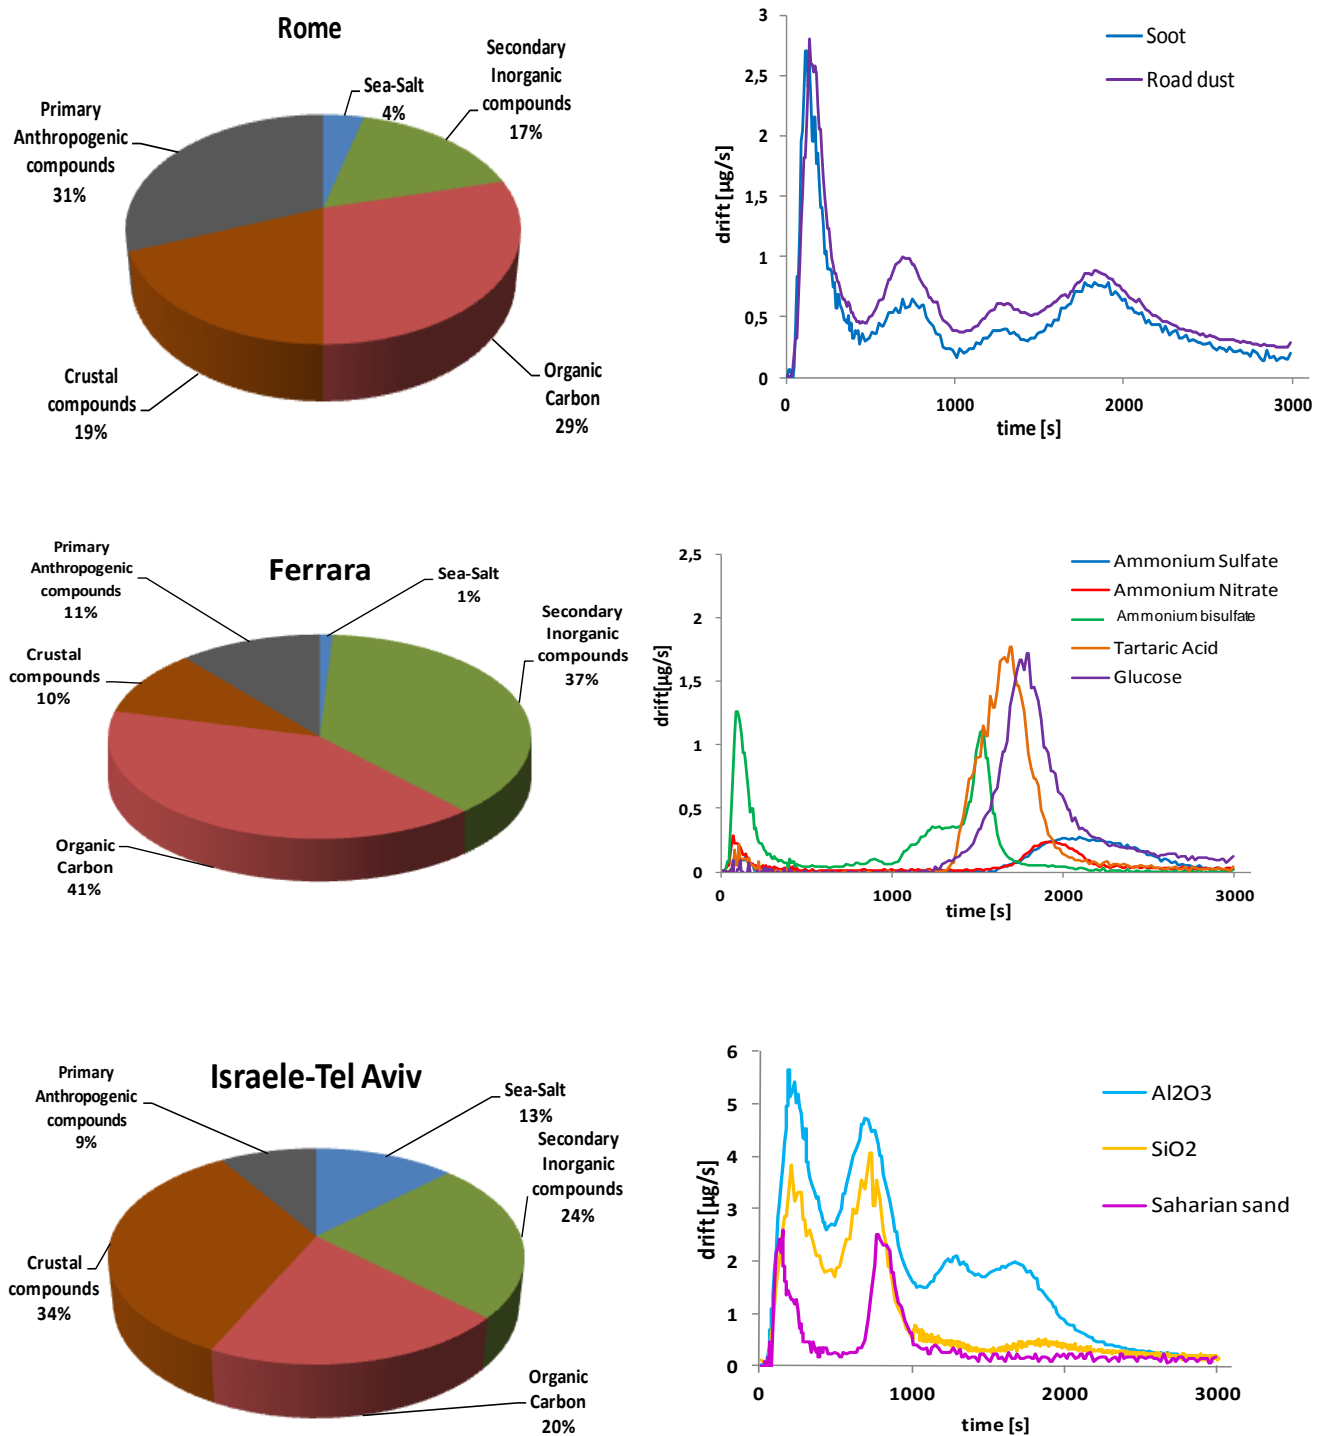 Rome
Sea-Salt
4%
Secondary
Inorganic
compounds
17%
Primary
Anthropogenic
compounds
31%
Crustal
compounds
19%
Organic
Carbon
29%
3
2,5
2
1,5
1
0,5
0
drift [µg/s]
0
1000
2000
3000
time [s]
Soot
Road dust
Ferrara
Primary
Anthropogenic
compounds
11%
Sea-Salt
1%
Secondary
Inorganic
compounds
37%
Crustal
compounds
10%
Organic
Carbon
41%
2,5
2
1,5
1
0,5
0
drift[µg/s]
0
1000
2000
3000
time [s]
Ammonium Sulfate
Ammonium Nitrate
Ammonium bisulfate
Tartaric Acid
Glucose
Israele-Tel Aviv
Primary
Anthropogenic
compounds
9%
Sea-Salt
13%
Secondary
Inorganic
compounds
24%
Crustal
compounds
34%
Organic
Carbon
20%
6
5
4
3
2
1
0
drift [µg/s]
0
1000
2000
3000
time [s]
Al2O3
SiO2
Saharian sand